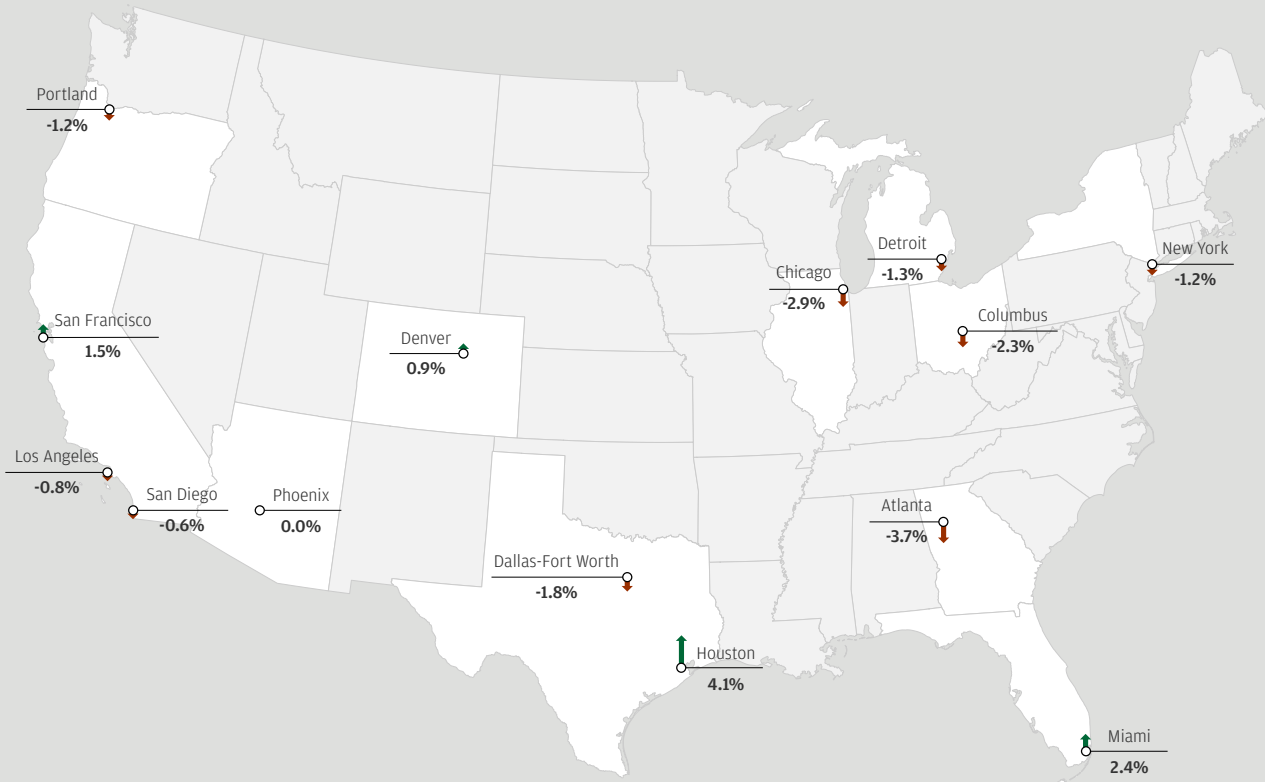 Portland
-1.2%
Detroit
-1.3%
New York
-1.2%
Chicago
-2.9%
Columbus
-2.3%
San Francisco
1.5%
Denver
0.9%
Los Angeles
-0.8%
San Diego
-0.6%
Phoenix
0.0%
Atlanta
-3.7%
Dallas-Fort Worth
-1.8%
Houston
4.1%
Miami
2.4%